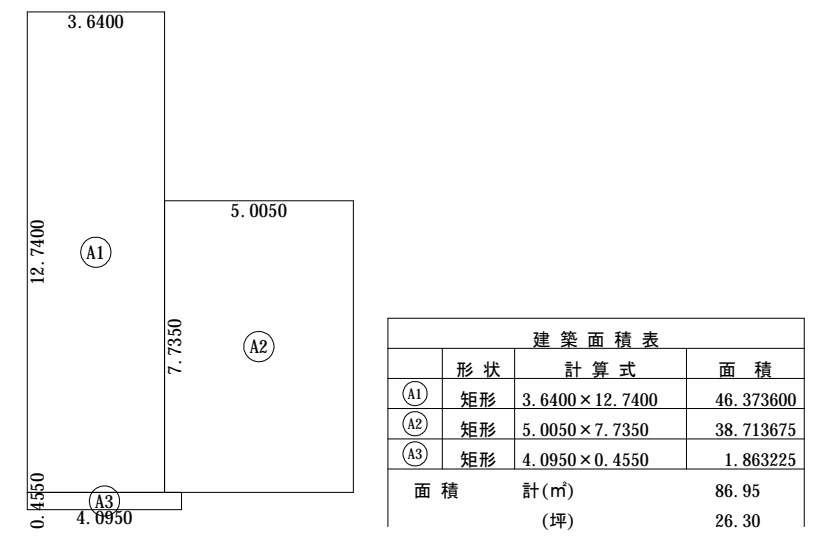 3.6400
5.0050
12.7400
A1
7.7350
A2
0.4550
A3
4.0950
建築面積表
形状 計算式 面積
A1 矩形 3.6400×12.7400 46.373600
A2 矩形 5.0050×7.7350 38.713675
A3 矩形 4.0950×0.4550 1.863225
面積 計(㎡) 86.95
(坪) 26.30